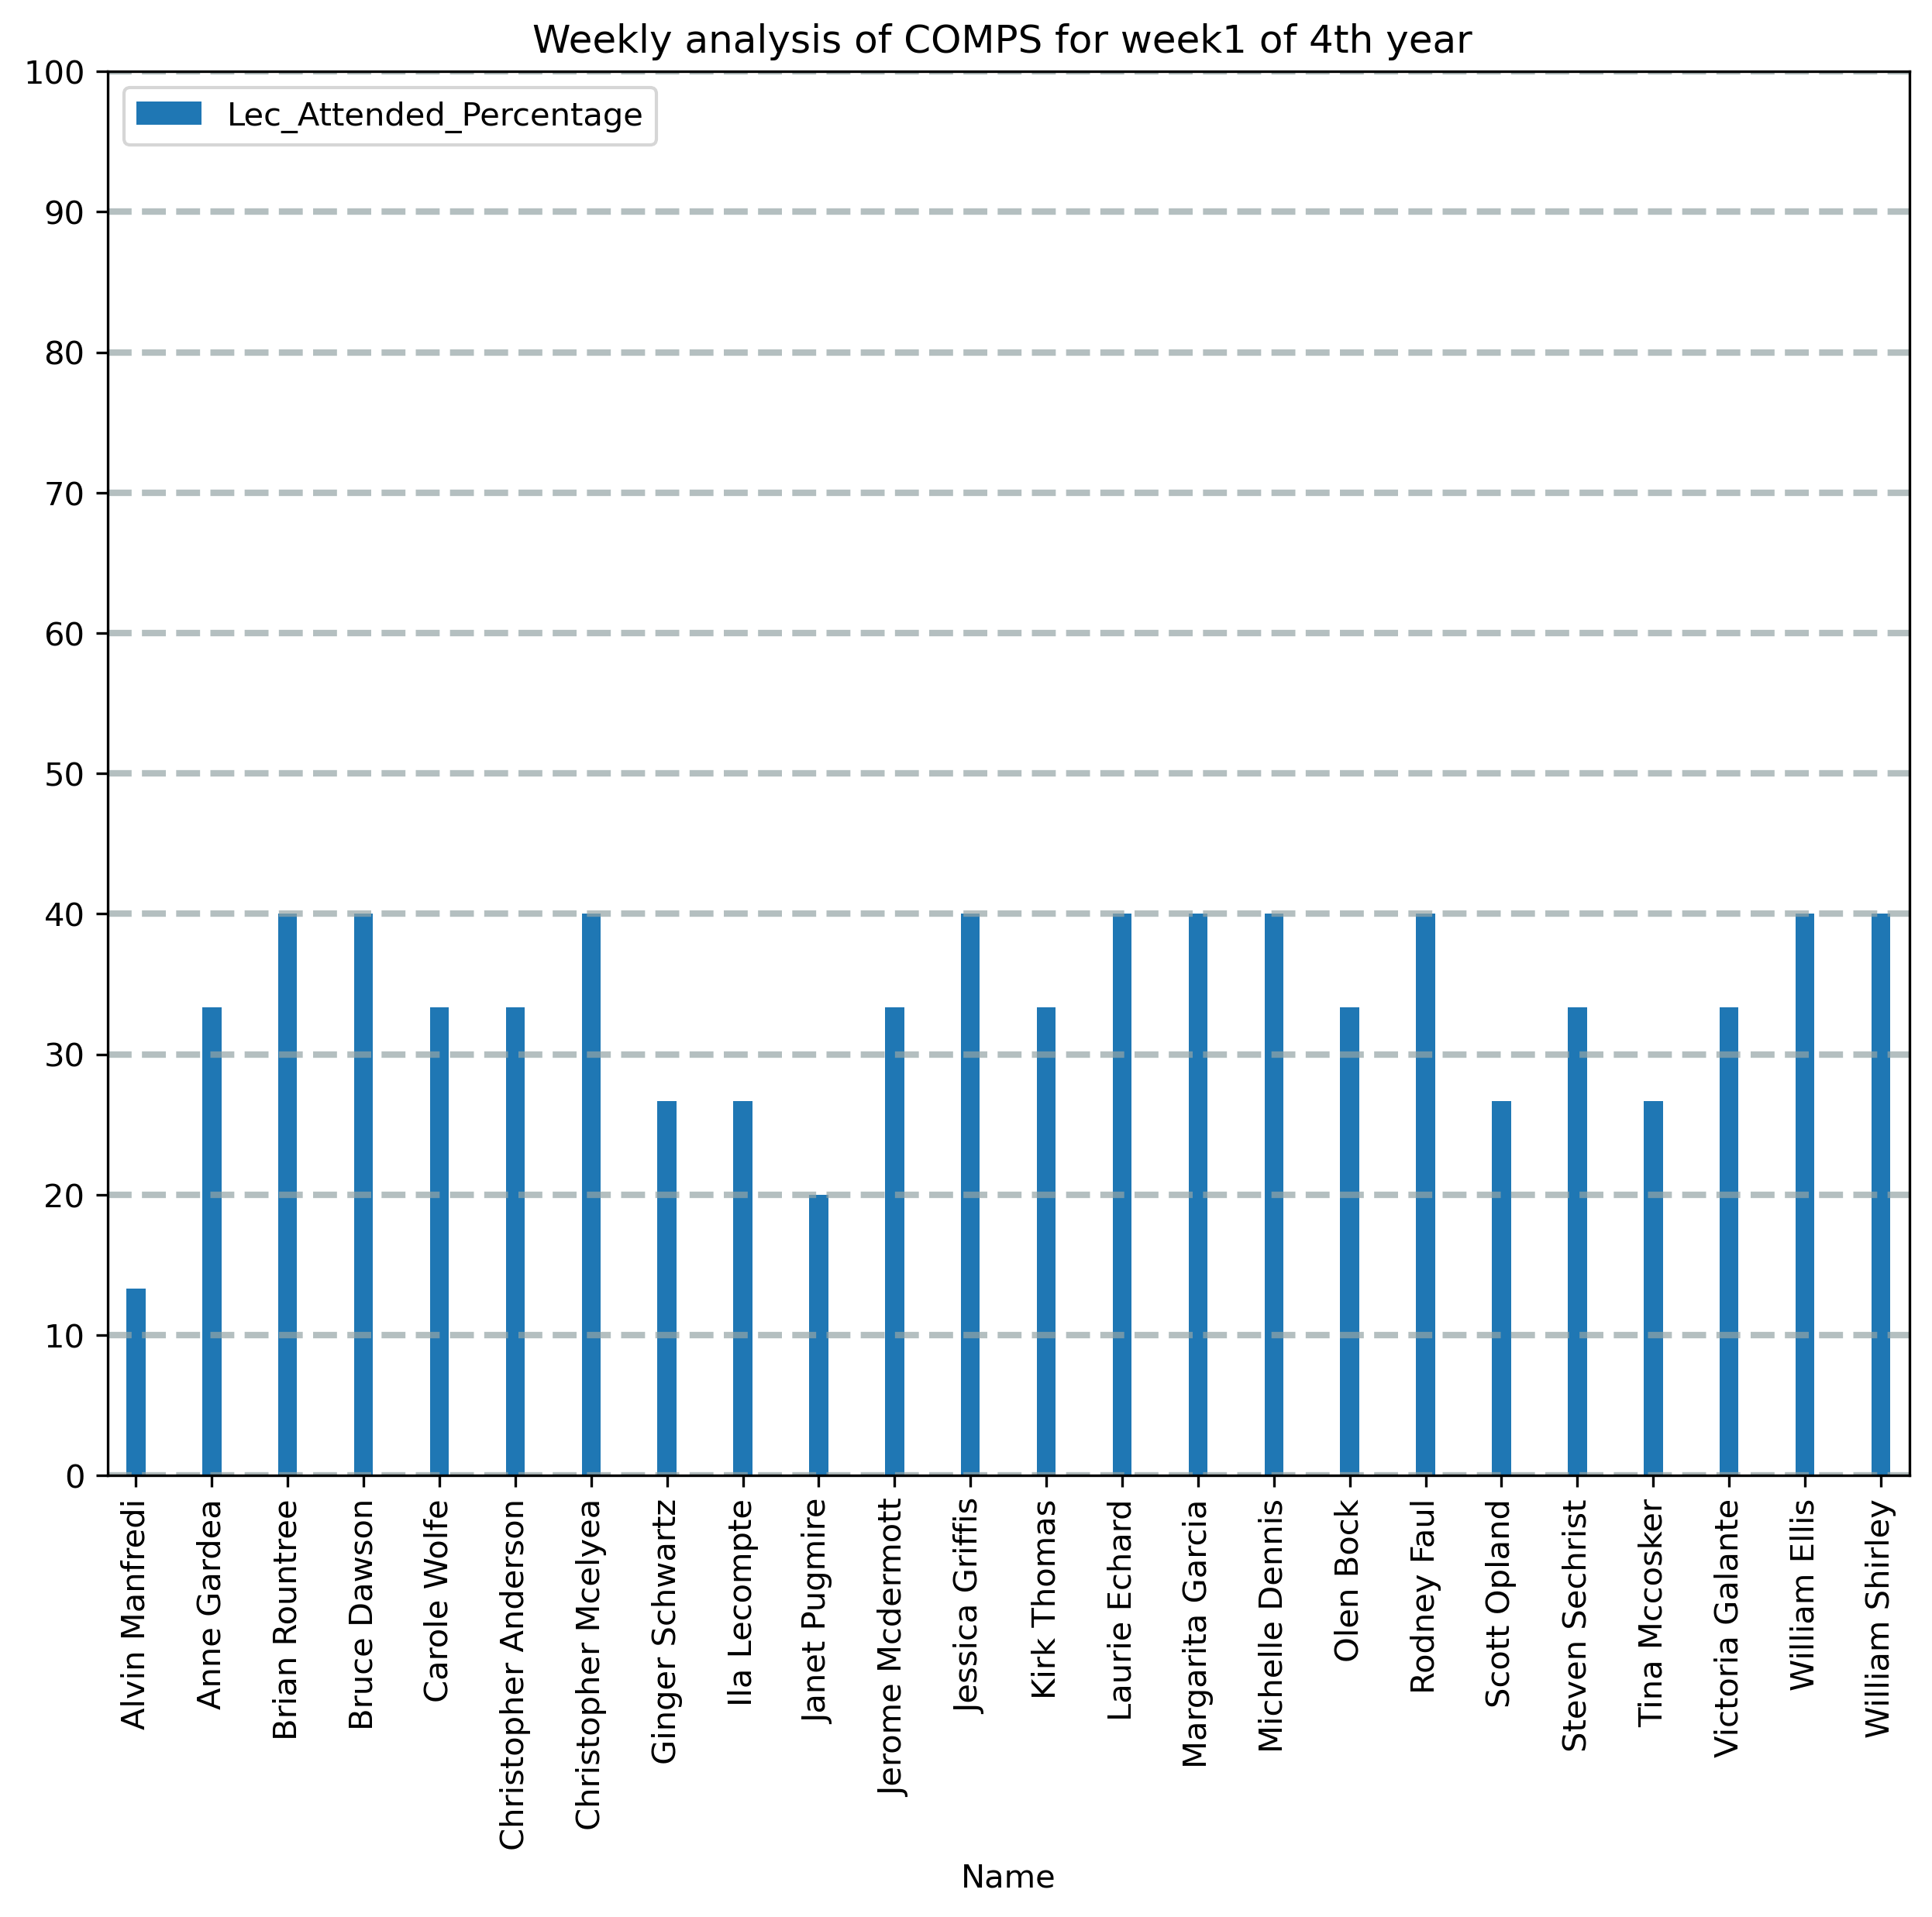 Weekly analysis of COMPS for week1 of 4th year
Lec_Attended_Percentage
100
90
80
70
60
50
40
30
20
10
0
Alvin Manfredi
Anne Gardea
Brian Rountree
Bruce Dawson
Carole Wolfe
Christopher Anderson
Christopher Mcelyea
Ginger Schwartz
Ila Lecompte
Janet Pugmire
Jerome Mcdermott
Jessica Griffis
Kirk Thomas
Laurie Echard
Margarita Garcia
Michelle Dennis
Olen Bock
Rodney Faul
Scott Opland
Steven Sechrist
Tina Mccosker
Victoria Galante
William Ellis
William Shirley
Name